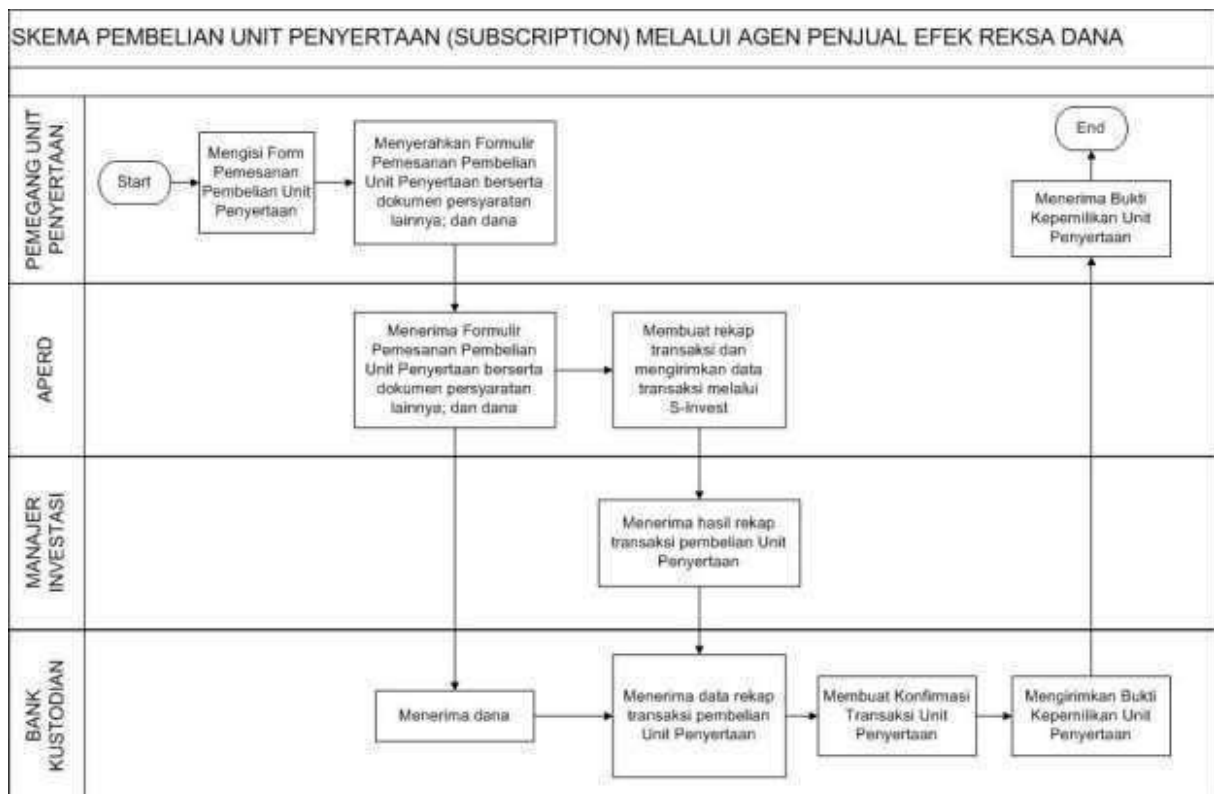 SKEMA PEMBELIAN UNIT PENYERTAAN (SUBSCRIPTION) MELALUI AGEN PENJUAL EFEK REKSA DANA
PEMEGANG UNIT
PENYERTAAN
Start
Mengisi Form
Pemesanan
Pembelian Unit
Penyertaan
Menyerahkan Formulir
Pemesanan Pembelian
Unit Penyertaan berserta
dokumen persyaratan
lainnya; dan dana
End
Menerima Bukti
Kepemilikan Unit
Penyertaan
APERD
Menerima Formulir
Pemesanan Pembelian
Unit Penyertaan berserta
dokumen persyaratan
lainnya; dan dana
Membuat rekap
transaksi dan
mengirimkan data
transaksi melalui
S-Invest
MANAJER
INVESTASI
Menerima hasil rekap
transaksi pembelian Unit
Penyertaan
BANK
KUSTODIAN
Menerima dana
Menerima data rekap
transaksi pembelian
Unit Penyertaan
Membuat Konfirmasi
Transaksi Unit
Penyertaan
Mengirimkan Bukti
Kepemilikan Unit
Penyertaan